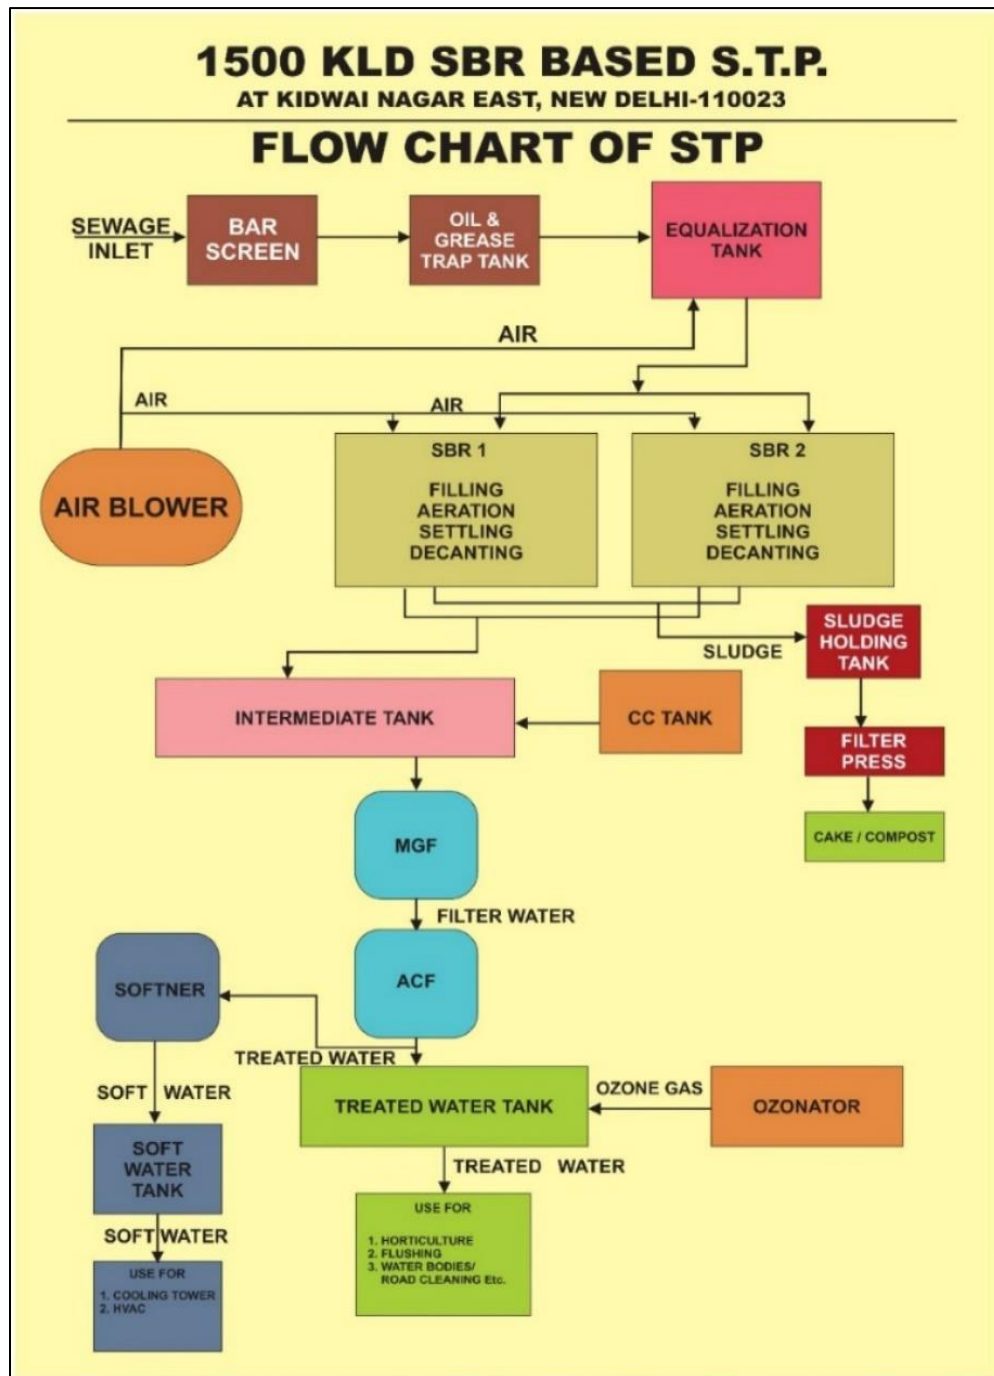 1500 KLD SBR BASED S.T.P.
AT KIDWAI NAGAR EAST, NEW DELHI-110023
FLOW CHART OF STP
SEWAGE
INLET
BAR
SCREEN
OIL &
GREASE
TRAP TANK
EQUALIZATION
TANK
AIR
AIR
AIR
AIR BLOWER
SBR 1
FILLING
AERATION
SETTLING
DECANTING
SBR 2
FILLING
AERATION
SETTLING
DECANTING
SLUDGE
SLUDGE
HOLDING
TANK
INTERMEDIATE TANK
CC TANK
FILTER
PRESS
CAKE / COMPOST
MGF
FILTER WATER
ACF
SOFTNER
TREATED WATER
SOFT WATER
TREATED WATER TANK
OZONE GAS
OZONATOR
SOFT
WATER
TANK
TREATED WATER
SOFT WATER
USE FOR
1. COOLING TOWER
2. HVAC
USE FOR
1. HORTICULTURE
2. FLUSHING
3. WATER BODIES/
ROAD CLEANING Etc.